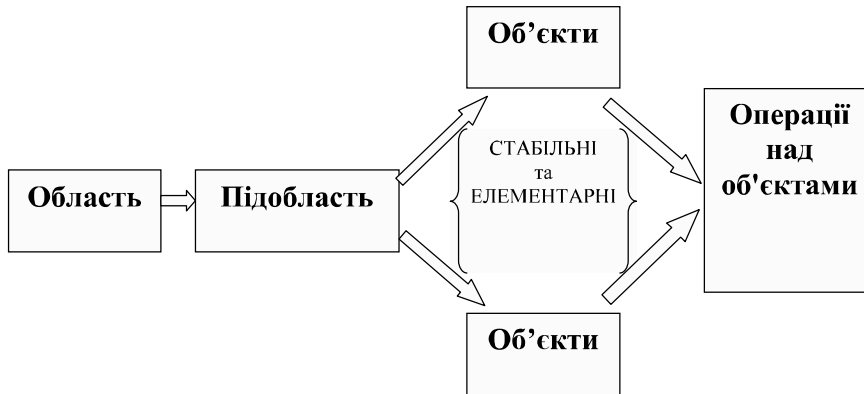 Об’єкти
Операції
над
об'єктами
СТАБІЛЬНІ
та
ЕЛЕМЕНТАРНІ
Область
Підобласть
Об’єкти